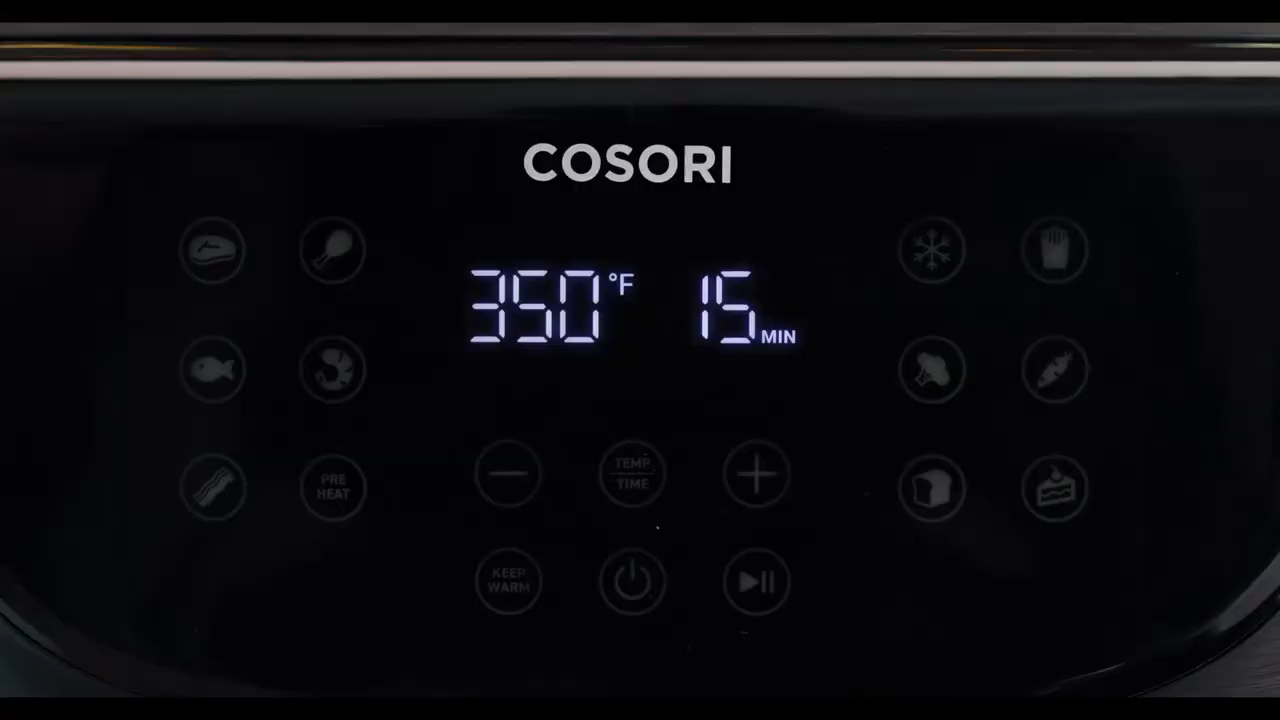 COSORI
350 °F 15 MIN
TEMP
TIME
PRE
HEAT
KEEP
WARM